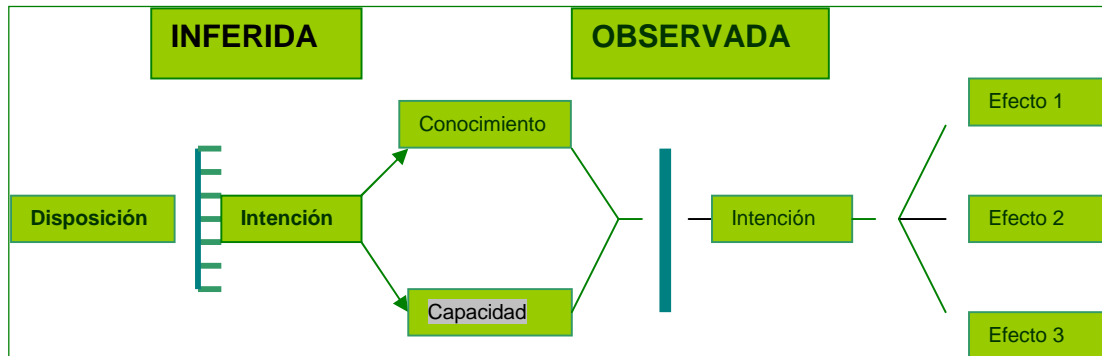 INFERIDA
OBSERVADA
Efecto 1
Conocimiento
Disposición
Intención
Intención
Efecto 2
Capacidad
Efecto 3